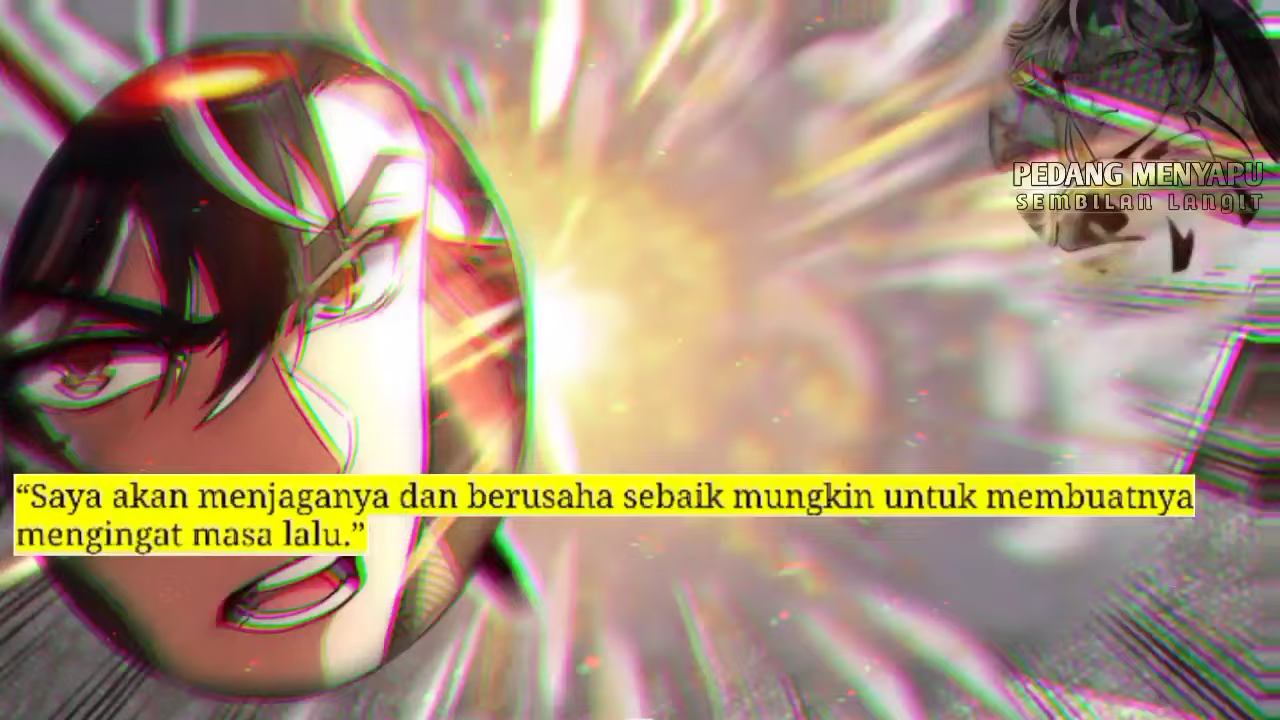 PEDANG MENYAPU
SEMBILAN LANGIT
“Saya akan menjaganya dan berusaha sebaik mungkin untuk membuatnya
mengingat masa lalu.”